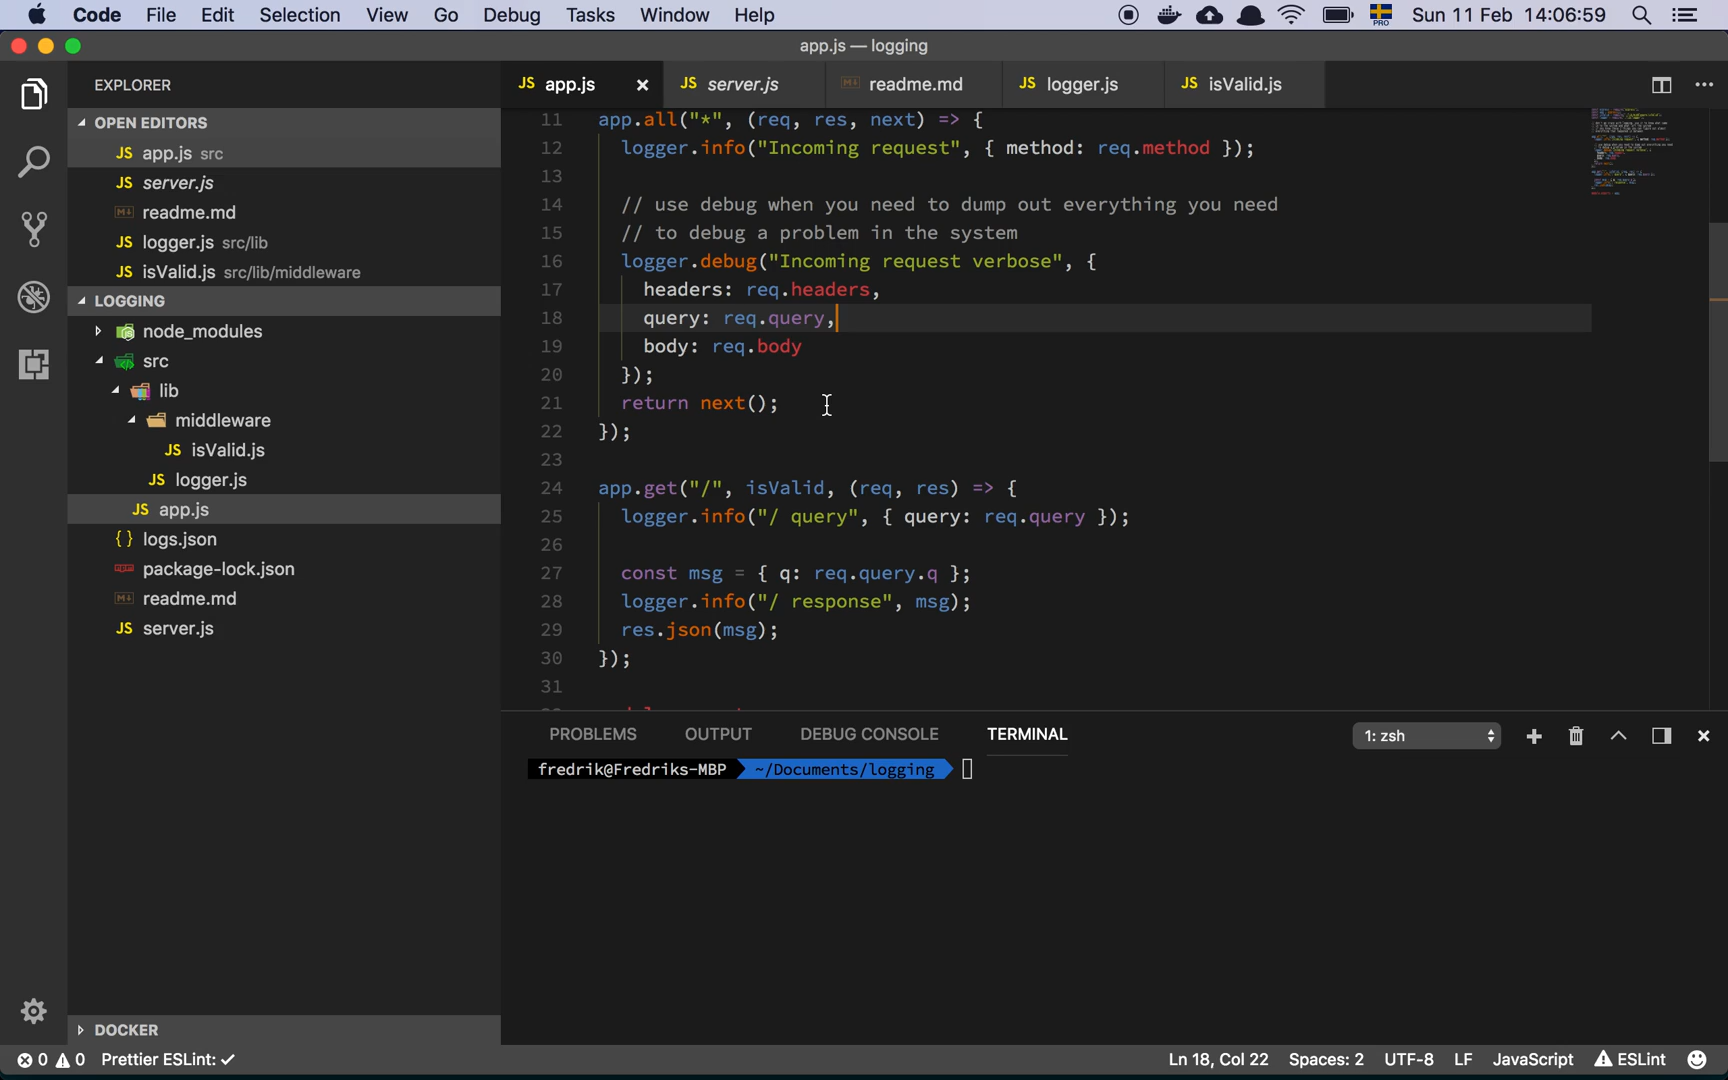 Code File Edit Selection View Go Debug Tasks Window Help PRO Sun 11 Feb 14:06:59
app.js — logging
EXPLORER
OPEN EDITORS
JS app.js src
JS server.js
M↓ readme.md
JS logger.js src/lib
JS isValid.js src/lib/middleware
LOGGING
node_modules
src
lib
middleware
JS isValid.js
JS logger.js
JS app.js
{ } logs.json
package-lock.json
M↓ readme.md
JS server.js
DOCKER
JS app.js × JS server.js M↓ readme.md JS logger.js JS isValid.js
11 app.all("*", (req, res, next) => {
12 logger.info("Incoming request", { method: req.method });
13
14 // use debug when you need to dump out everything you need
15 // to debug a problem in the system
16 logger.debug("Incoming request verbose", {
17 headers: req.headers,
18 query: req.query,
19 body: req.body
20 });
21 return next();
22 });
23
24 app.get("/", isValid, (req, res) => {
25 logger.info("/ query", { query: req.query });
26
27 const msg = { q: req.query.q };
28 logger.info("/ response", msg);
29 res.json(msg);
30 });
31
PROBLEMS OUTPUT DEBUG CONSOLE TERMINAL 1: zsh
fredrik@Fredriks-MBP ~/Documents/logging
0 0 Prettier ESLint: ✓ Ln 18, Col 22 Spaces: 2 UTF-8 LF JavaScript ESLint